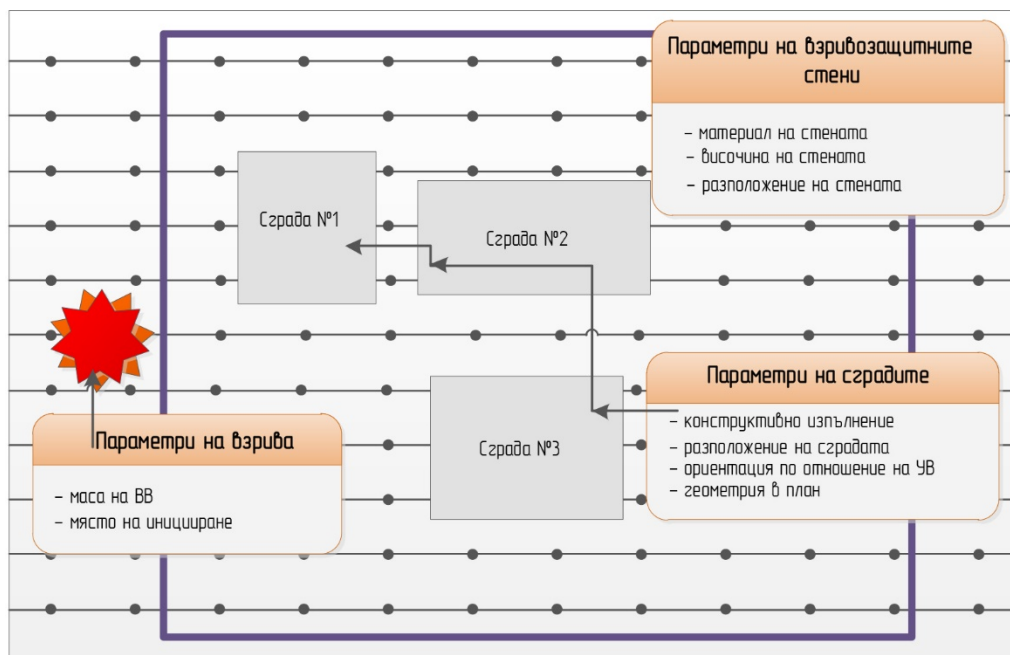 Параметри на взривозащитните
стени
– материал на стената
– височина на стената
– разположение на стената
Сграда №1
Сграда №2
Параметри на сградите
– конструктивно изпълнение
– разположение на сградата
– ориентация по отношение на УВ
– геометрия в план
Параметри на взрива
– маса на ВВ
– място на иницииране
Сграда №3